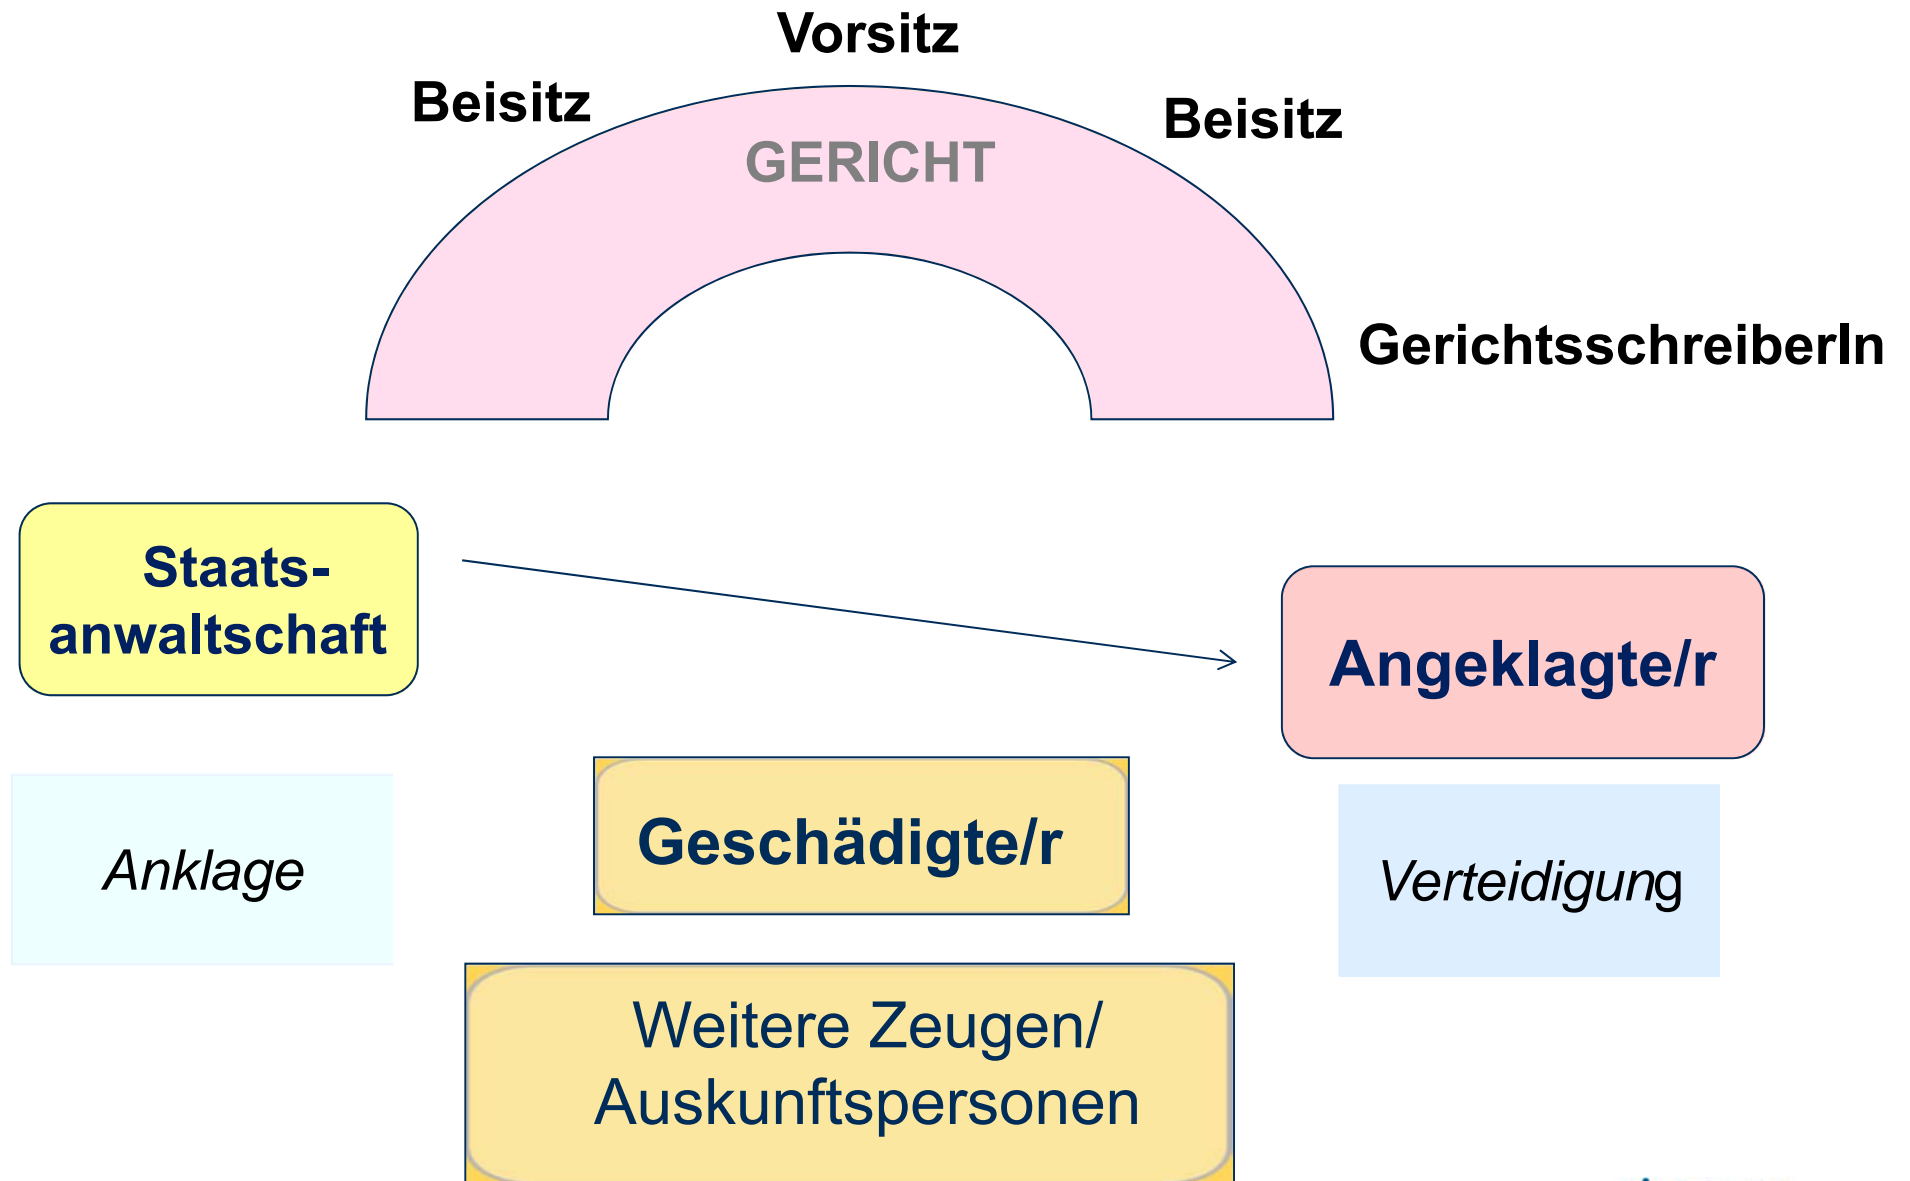 Vorsitz
Beisitz
Beisitz
GERICHT
GerichtsschreiberIn
Staats-
anwaltschaft
Angeklagte/r
Geschädigte/r
Anklage
Verteidigung
Weitere Zeugen/
Auskunftspersonen